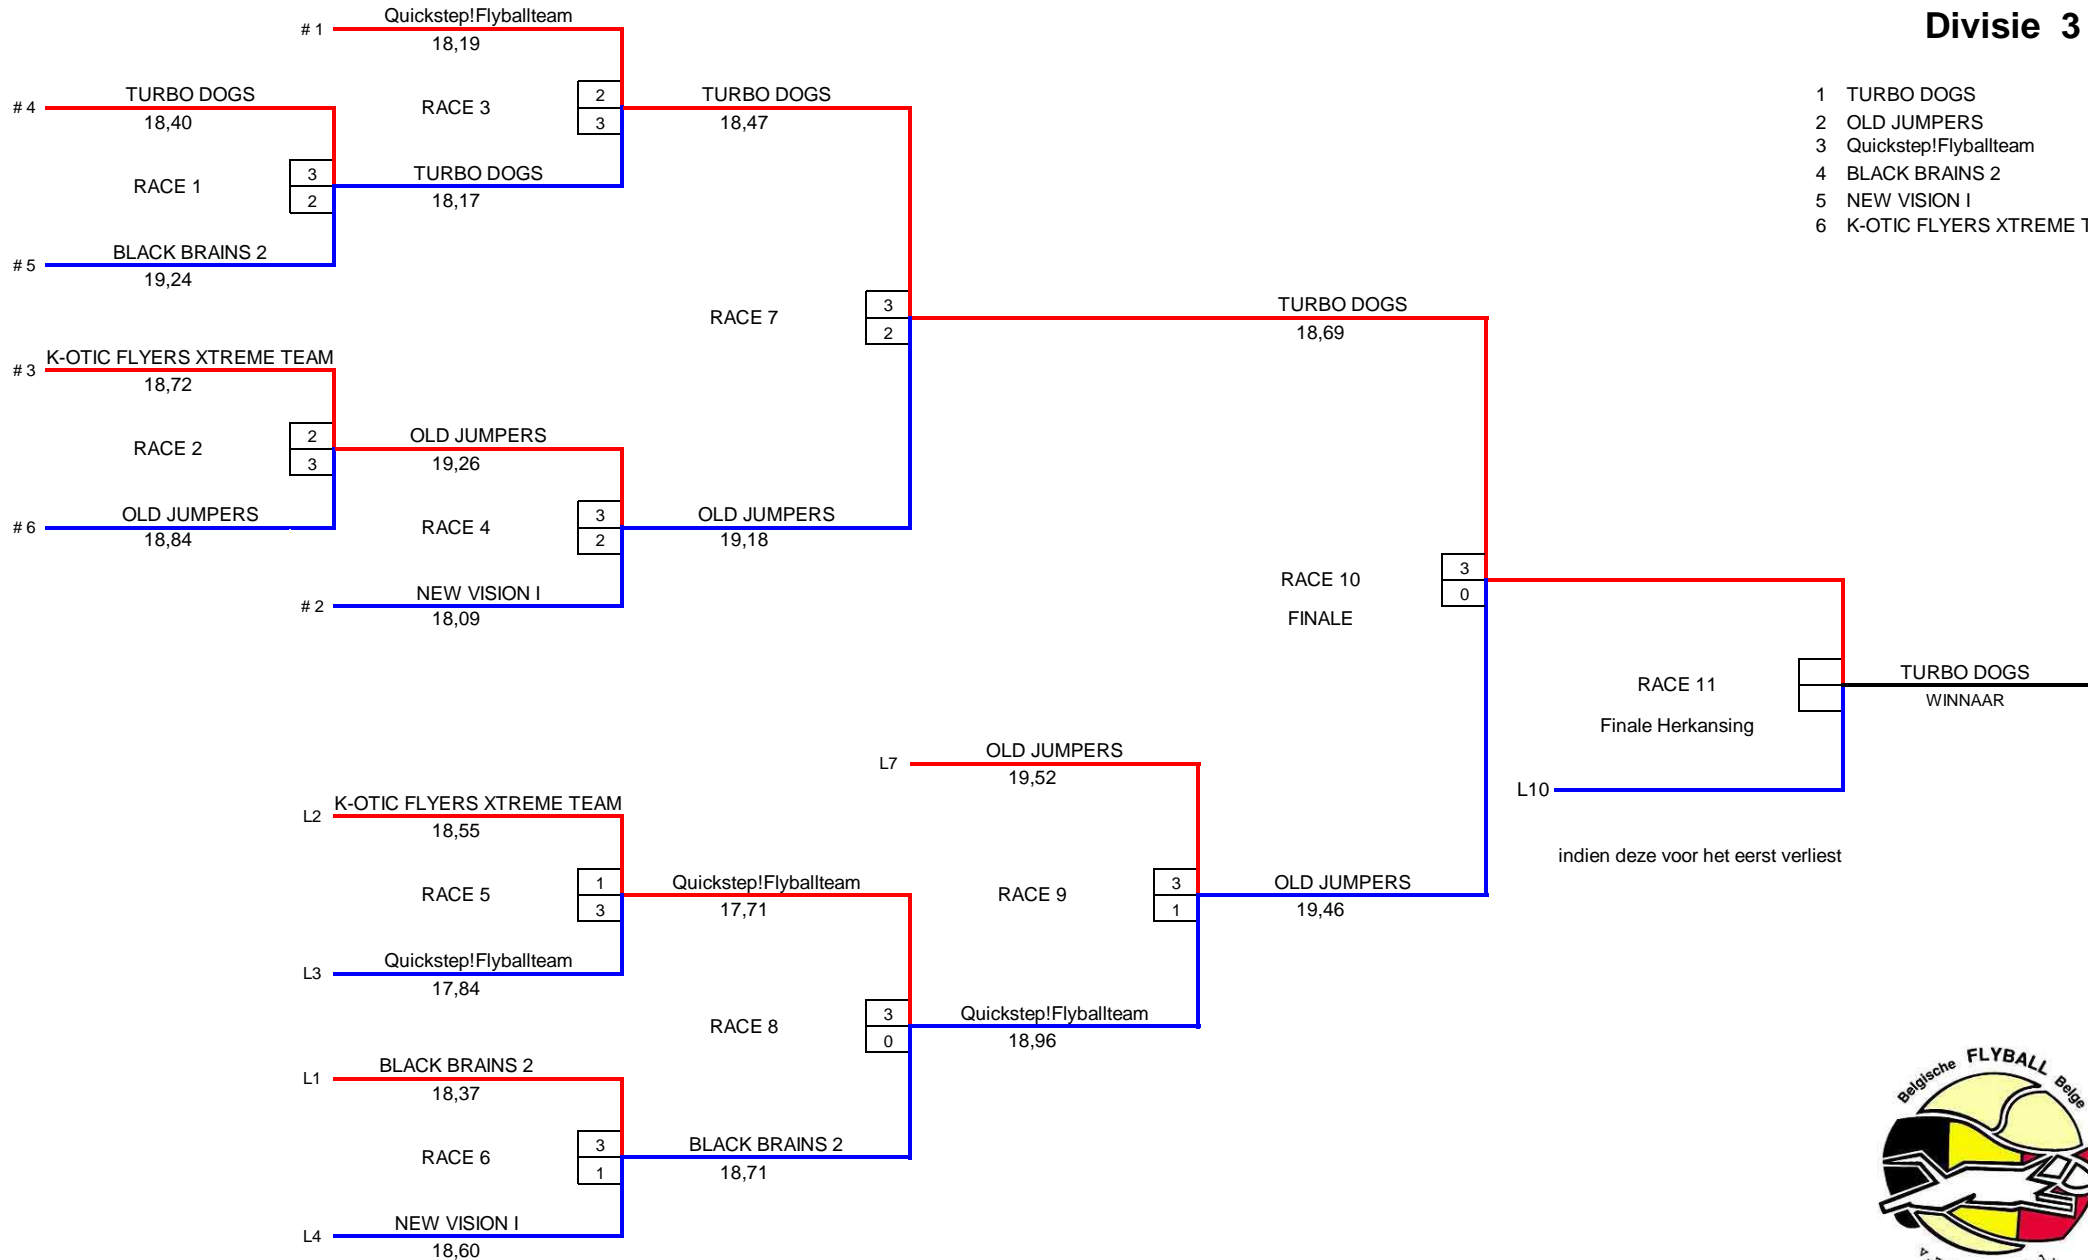 Divisie 3
# 1
Quickstep!Flyballteam
18,19
# 4
TURBO DOGS
18,40
RACE 3
2
3
TURBO DOGS
18,47
1 TURBO DOGS
2 OLD JUMPERS
3 Quickstep!Flyballteam
4 BLACK BRAINS 2
5 NEW VISION I
6 K-OTIC FLYERS XTREME T
RACE 1
3
2
TURBO DOGS
18,17
# 5
BLACK BRAINS 2
19,24
RACE 7
3
2
TURBO DOGS
18,69
# 3
K-OTIC FLYERS XTREME TEAM
18,72
RACE 2
2
3
OLD JUMPERS
19,26
# 6
OLD JUMPERS
18,84
RACE 4
3
2
OLD JUMPERS
19,18
# 2
NEW VISION I
18,09
RACE 10
FINALE
3
0
RACE 11
Finale Herkansing
TURBO DOGS
WINNAAR
L7
OLD JUMPERS
19,52
L10
indien deze voor het eerst verliest
L2
K-OTIC FLYERS XTREME TEAM
18,55
RACE 5
1
3
Quickstep!Flyballteam
17,71
RACE 9
3
1
OLD JUMPERS
19,46
L3
Quickstep!Flyballteam
17,84
RACE 8
3
0
Quickstep!Flyballteam
18,96
L1
BLACK BRAINS 2
18,37
RACE 6
3
1
BLACK BRAINS 2
18,71
L4
NEW VISION I
18,60
Belgische FLYBALL Belge